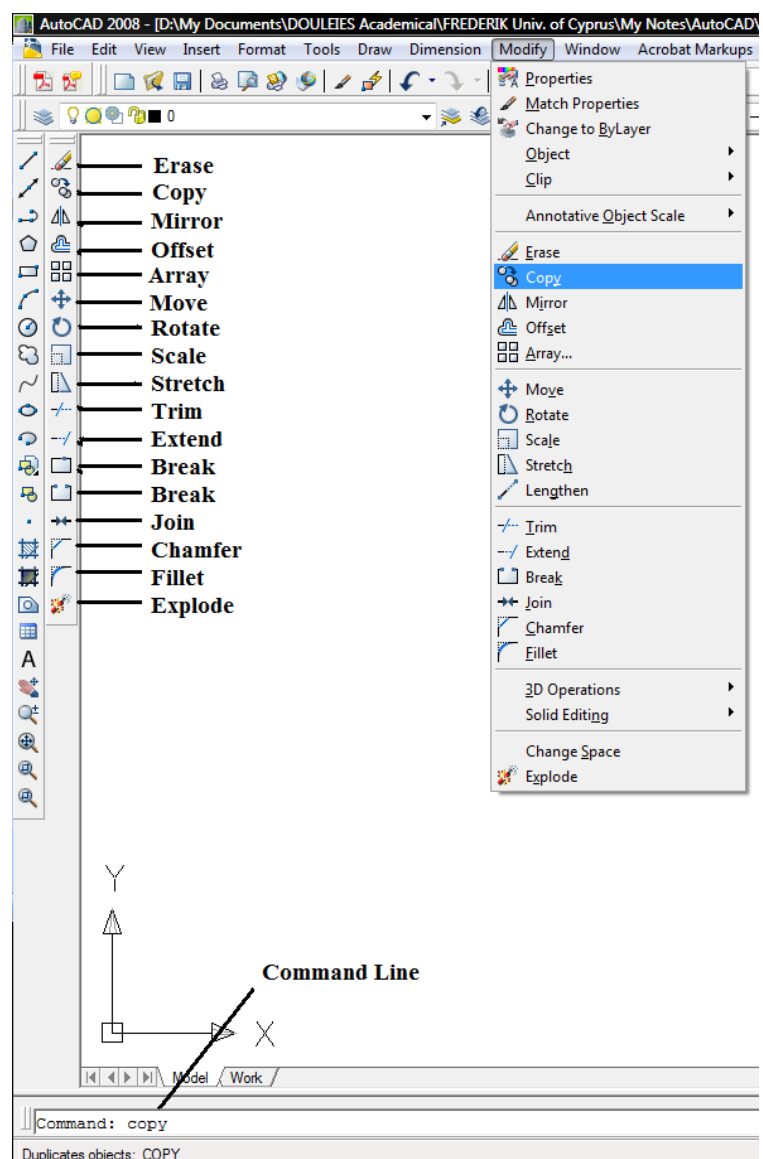 AutoCAD 2008 - [D:\My Documents\DOULEIES Academical\FREDERIK Univ. of Cyprus\My Notes\AutoCAD\
File Edit View Insert Format Tools Draw Dimension Modify Window Acrobat Markups
0
Properties
Match Properties
Change to ByLayer
Object
Clip
Annotative Object Scale
Erase
Copy
Mirror
Offset
Array...
Move
Rotate
Scale
Stretch
Lengthen
Trim
Extend
Break
Join
Chamfer
Fillet
3D Operations
Solid Editing
Change Space
Explode
Erase
Copy
Mirror
Offset
Array
Move
Rotate
Scale
Stretch
Trim
Extend
Break
Break
Join
Chamfer
Fillet
Explode
A
Y
Command Line
X
Model Work
Command: copy
Duplicates objects: COPY